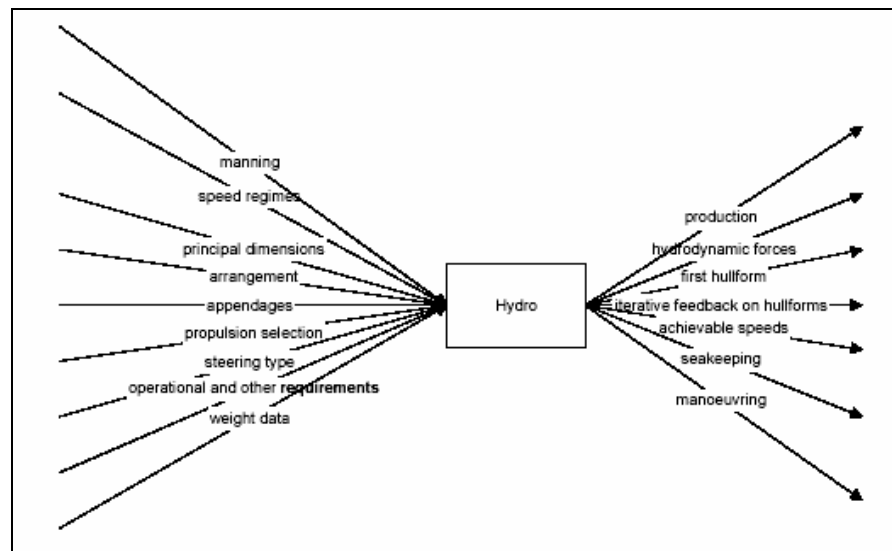 manning
speed regimes
principal dimensions
arrangement
appendages
propulsion selection
steering type
operational and other requirements
weight data
Hydro
production
hydrodynamic forces
first hullform
iterative feedback on hullforms
achievable speeds
seakeeping
manoeuvring